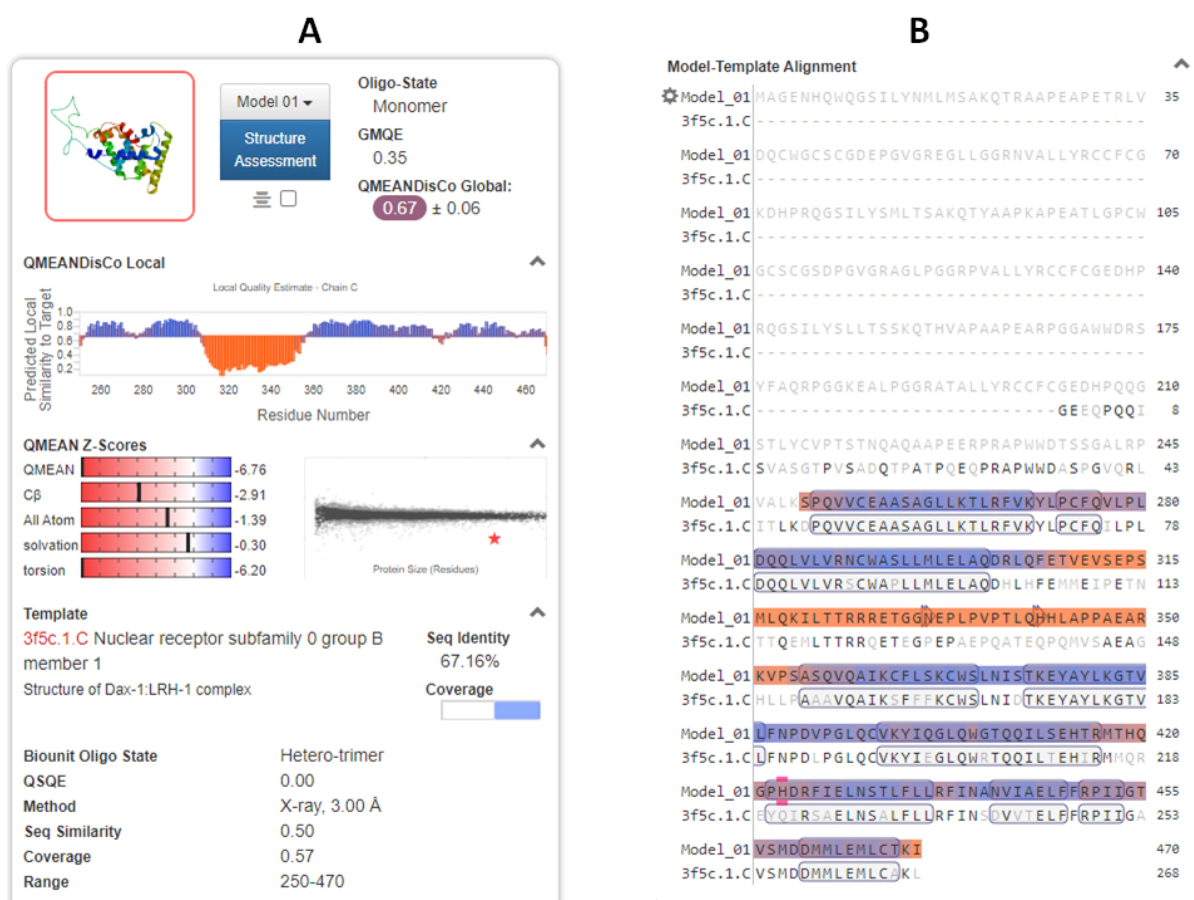 A
Model 01
Structure
Assessment
Oligo-State
Monomer
GMQE
0.35
QMEANDisCo Global:
0.67 ± 0.06
QMEANDisCo Local
Local Quality Estimate - Chain C
Predicted Local
Similarity to Target
1.0
0.8
0.6
0.4
0.2
260 280 300 320 340 360 380 400 420 440 460
Residue Number
QMEAN Z-Scores
QMEAN -6.76
Cβ -2.91
All Atom -1.39
solvation -0.30
torsion -6.20
Protein Size (Residues)
Template
3f5c.1.C Nuclear receptor subfamily 0 group B
member 1
Structure of Dax-1:LRH-1 complex
Seq Identity
67.16%
Coverage
Biounit Oligo State Hetero-trimer
QSQE 0.00
Method X-ray, 3.00 Å
Seq Similarity 0.50
Coverage 0.57
Range 250-470
B
Model-Template Alignment
Model_01 MAGENHQWQGSILYNMLMSAKQTRAAPEAPETRLV 35
3f5c.1.C -----------------------------------
Model_01 DQCWGCSCGDEPGVGREGLLGGRNVALLYRCCFCG 70
3f5c.1.C -----------------------------------
Model_01 KDHPRQGSILYSMLTSAKQTYAAPKAPEATLGPCW 105
3f5c.1.C -----------------------------------
Model_01 GCSCGSDPGVGRAGLPGGRPVALLYRCCFCGEDHP 140
3f5c.1.C -----------------------------------
Model_01 RQGSILYSLLTSSKQTHVAPAAPEARPGGAWWDRS 175
3f5c.1.C -----------------------------------
Model_01 YFAQRPGGKEALPGGRATALLYRCCFCGEDHPQQG 210
3f5c.1.C ---------------------------GEEQPQQI 8
Model_01 STLYCVPTSTNQAQAAPEERPRAPWWDTSSGALRP 245
3f5c.1.C SVASGTPVSADQTPATPQEQPRAPWWDASPGVQRL 43
Model_01 VALKSPQVVCEAASAGLLKTLRFVKYLPCFQVLPL 280
3f5c.1.C ITLKDPQVVCEAASAGLLKTLRFVKYLPCFQILPL 78
Model_01 DQQLVLVRNCWASLLMLELAQDRLQFETVEVSEPS 315
3f5c.1.C DQQLVLVRSCWAPLLMLELAQDHLHFEMMEIPETN 113
Model_01 MLQKILTTRRRETGGNEPLPVPTLQHHLAPPAEAR 350
3f5c.1.C TTQEMLTTRRQETEGPEPAEPQATEQPQMVSAEAG 148
Model_01 KVPSASQVQAIKCFLSKCWSLNISTKEYAYLKGTV 385
3f5c.1.C HLLPAAAVQAIKSFFFKCWSLNIDTKEYAYLKGTV 183
Model_01 LFNPDVPGLQCVKYIQGLQWGTQQILSEHTRMTHQ 420
3f5c.1.C LFNPDLPGLQCVKYIEGLQWRTQQILTEHIRMMQR 218
Model_01 GPHDRFIELNSTLFLLRFINANVIAELFFRPIIGT 455
3f5c.1.C EYQIRSAELNSALFLLRFINSDVVTELFFRPIIGA 253
Model_01 VSMDDMMLEMLCTKI 470
3f5c.1.C VSMDDMMLEMLCAKL 268